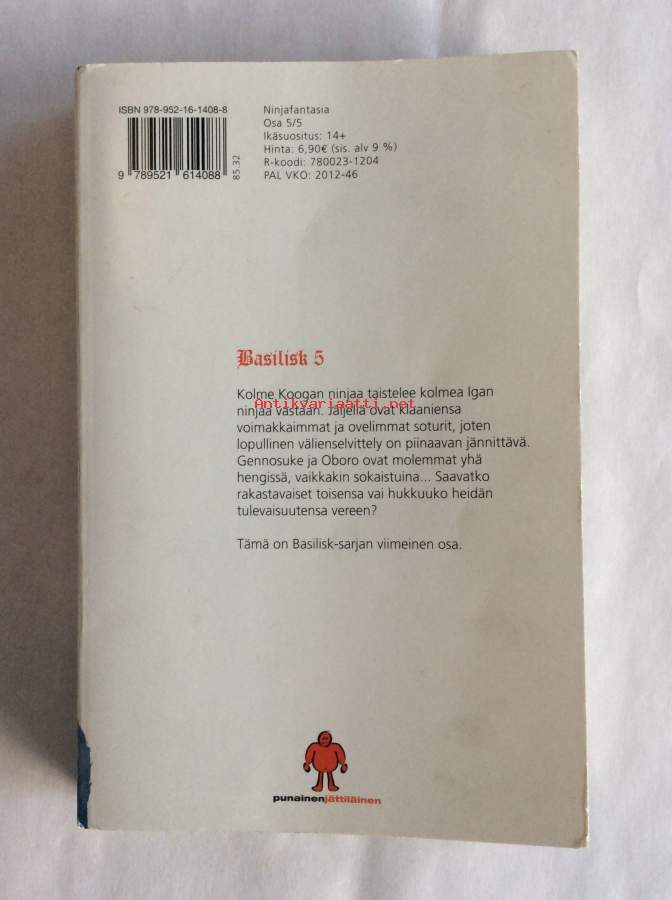 ISBN 978-952-16-1408-8
9 789521 614088
85.32
Ninjafantasia
Osa 5/5
Ikäsuositus: 14+
Hinta: 6,90€ (sis. alv 9 %)
R-koodi: 780023-1204
PAL VKO: 2012-46
Basilisk 5
Kolme Koogan ninjaa taistelee kolmea Igan
Antikvariaatti.net
ninjaa vastaan. Jäljellä ovat klaaniensa
voimakkaimmat ja ovelimmat soturit, joten
lopullinen välienselvittely on piinaavan jännittävä.
Gennosuke ja Oboro ovat molemmat yhä
hengissä, vaikkakin sokaistuina... Saavatko
rakastavaiset toisensa vai hukkuuko heidän
tulevaisuutensa vereen?
Tämä on Basilisk-sarjan viimeinen osa.
punainenjättiläinen